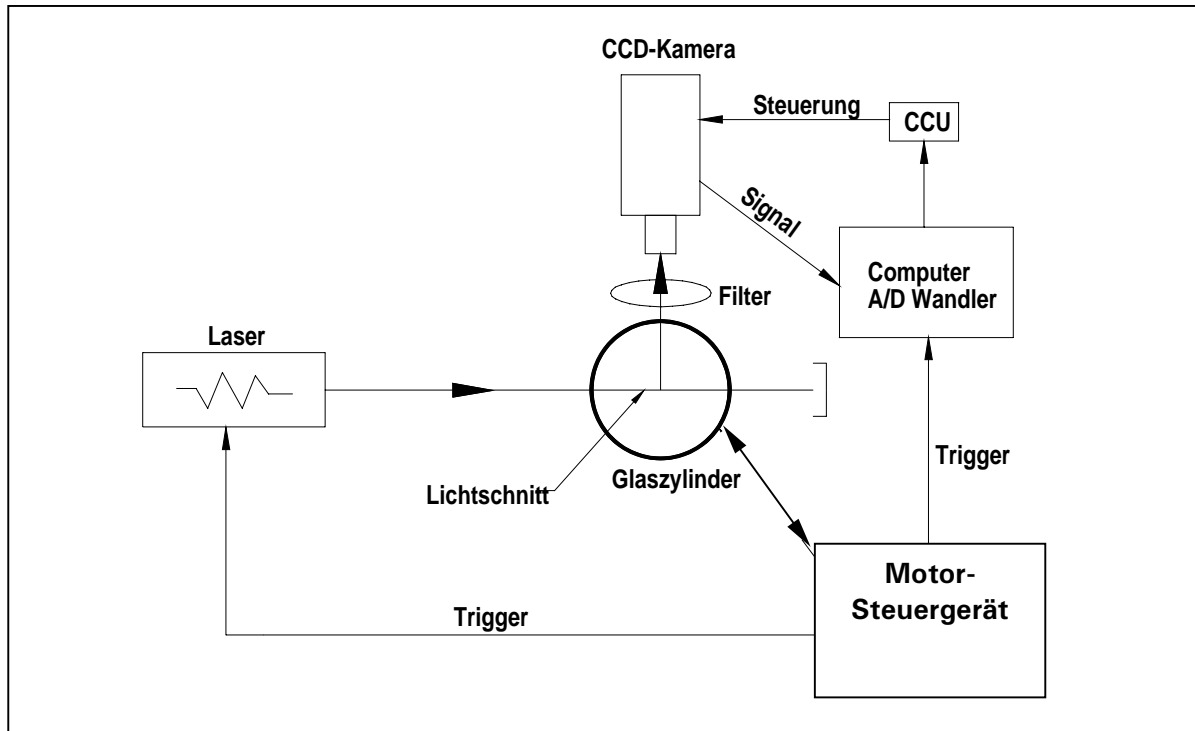 CCD-Kamera
Steuerung
CCU
Signal
Computer
A/D Wandler
Filter
Laser
Trigger
Glaszylinder
Lichtschnitt
Motor-
Steuergerät
Trigger